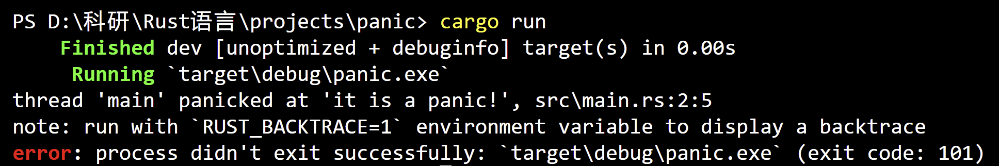 PS D:\科研\Rust语言\projects\panic> cargo run
    Finished dev [unoptimized + debuginfo] target(s) in 0.00s
     Running `target\debug\panic.exe`
thread 'main' panicked at 'it is a panic!', src\main.rs:2:5
note: run with `RUST_BACKTRACE=1` environment variable to display a backtrace
error: process didn't exit successfully: `target\debug\panic.exe` (exit code: 101)